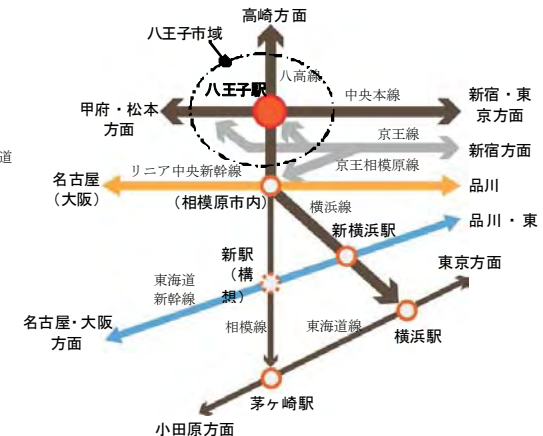 高崎方面
八王子市域
八高線
八王子駅
中央本線
甲府・松本
方面
新宿・東
京方面
京王線
新宿方面
京王相模原線
道
リニア中央新幹線
名古屋
（大阪）
品川
（相模原市内）
横浜線
品川・東
新横浜駅
新駅
（構
想）
東京方面
東海道
新幹線
名古屋・大阪
方面
相模線
東海道線
横浜駅
茅ヶ崎駅
小田原方面